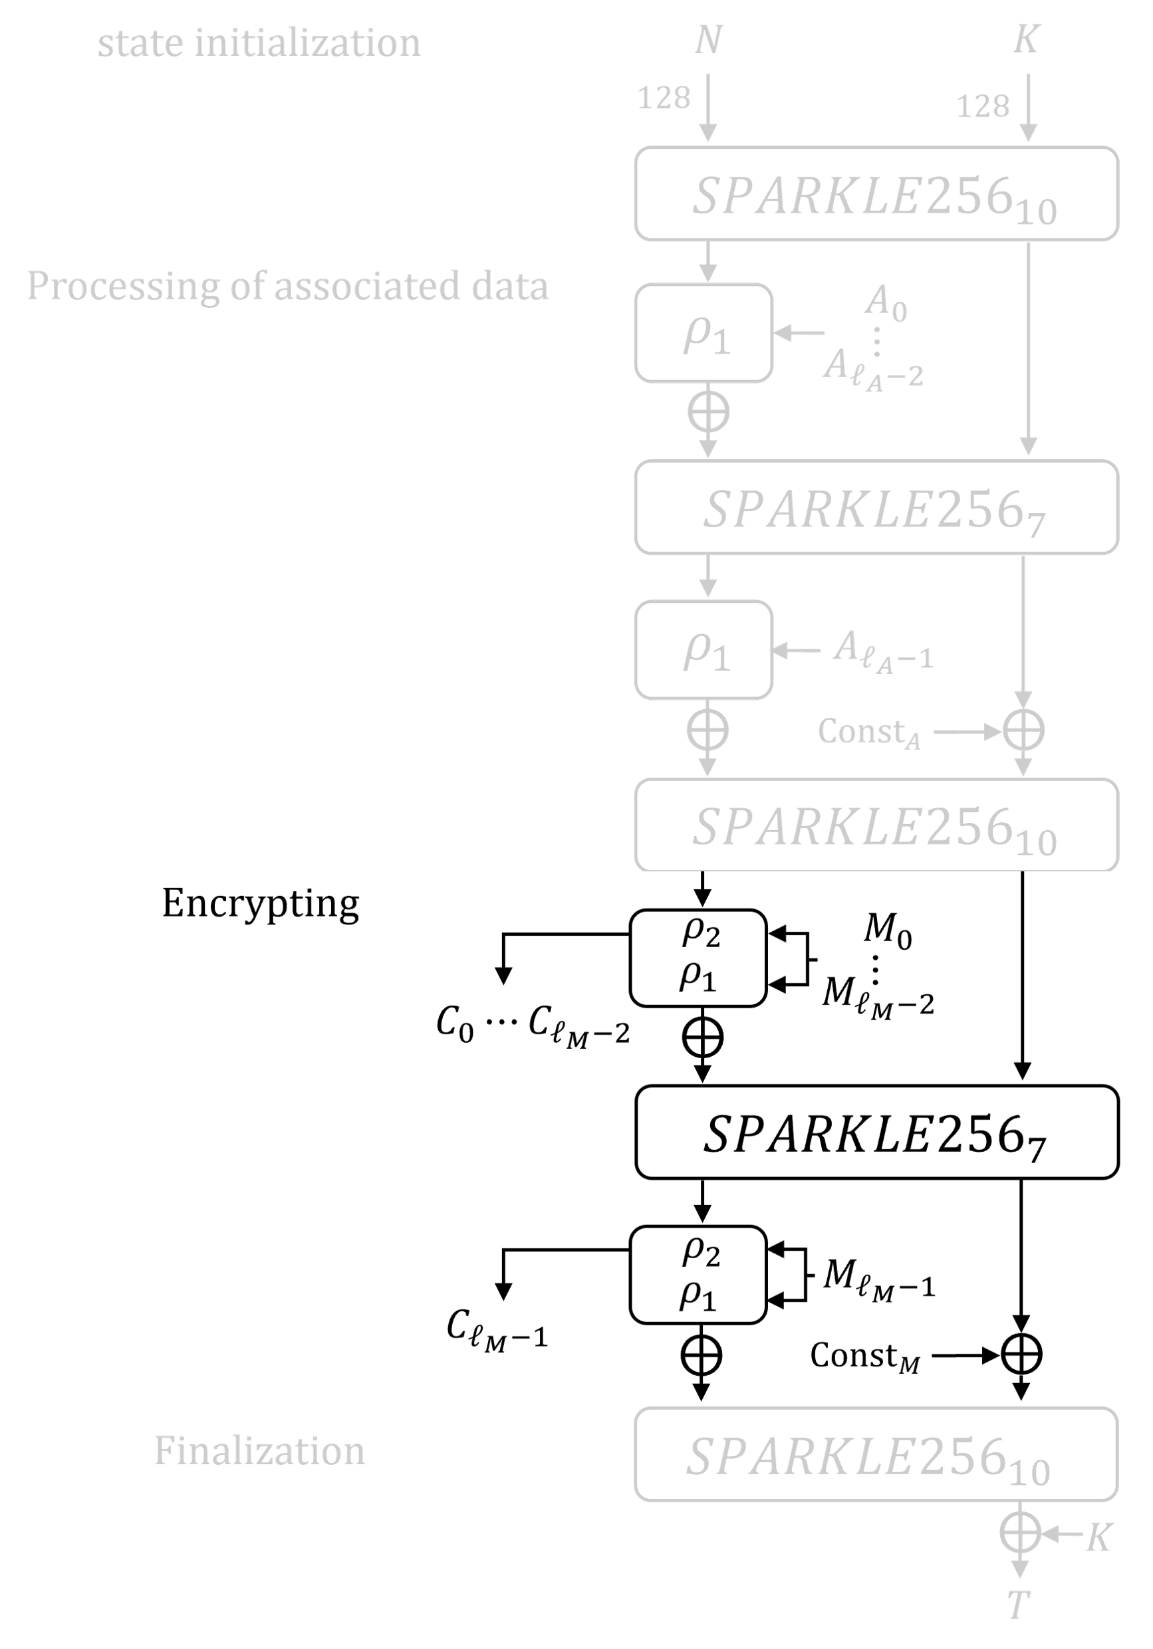 state initialization
N K
128 128
SPARKLE256₁₀
Processing of associated data
ρ₁
A₀
⋮
A_{ℓ_A−2}
SPARKLE256₇
ρ₁
A_{ℓ_A−1}
Const_A
SPARKLE256₁₀
Encrypting
ρ₂
ρ₁
M₀
⋮
M_{ℓ_M−2}
C₀ ⋯ C_{ℓ_M−2}
SPARKLE256₇
ρ₂
ρ₁
M_{ℓ_M−1}
C_{ℓ_M−1}
Const_M
Finalization
SPARKLE256₁₀
K
T